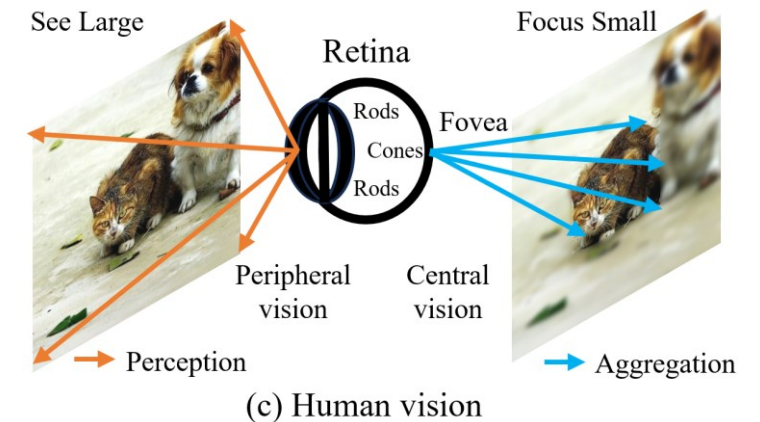 See Large
Focus Small
Retina
Rods
Fovea
Cones
Rods
Peripheral
vision
Central
vision
Perception
Aggregation
(c) Human vision